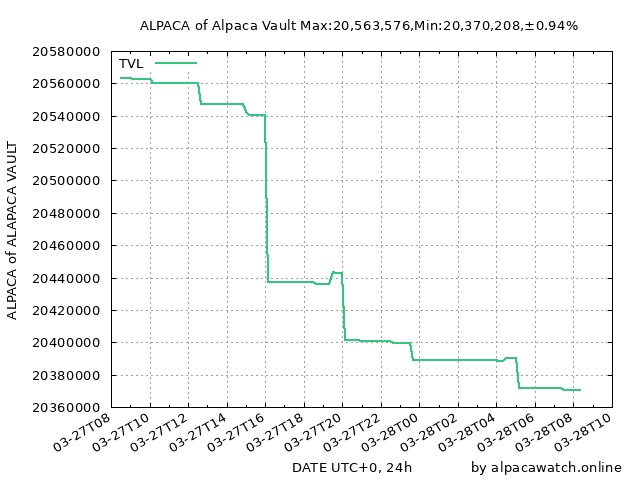 ALPACA of Alpaca Vault Max:20,563,576,Min:20,370,208,±0.94%
TVL
ALPACA of ALAPACA VAULT
20580000
20560000
20540000
20520000
20500000
20480000
20460000
20440000
20420000
20400000
20380000
20360000
03-27T08
03-27T10
03-27T12
03-27T14
03-27T16
03-27T18
03-27T20
03-27T22
03-28T00
03-28T02
03-28T04
03-28T06
03-28T08
03-28T10
DATE UTC+0, 24h
by alpacawatch.online